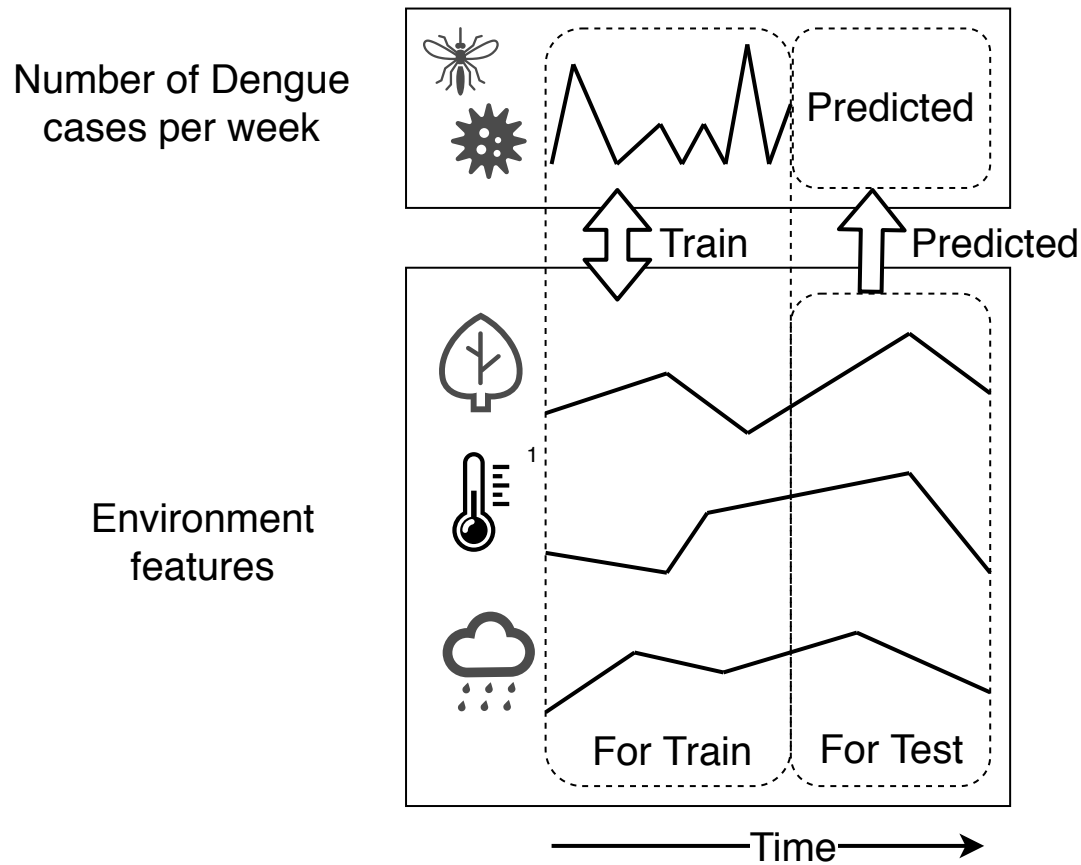 Number of Dengue
cases per week
Predicted
Train
Predicted
1
Environment
features
For Train
For Test
Time